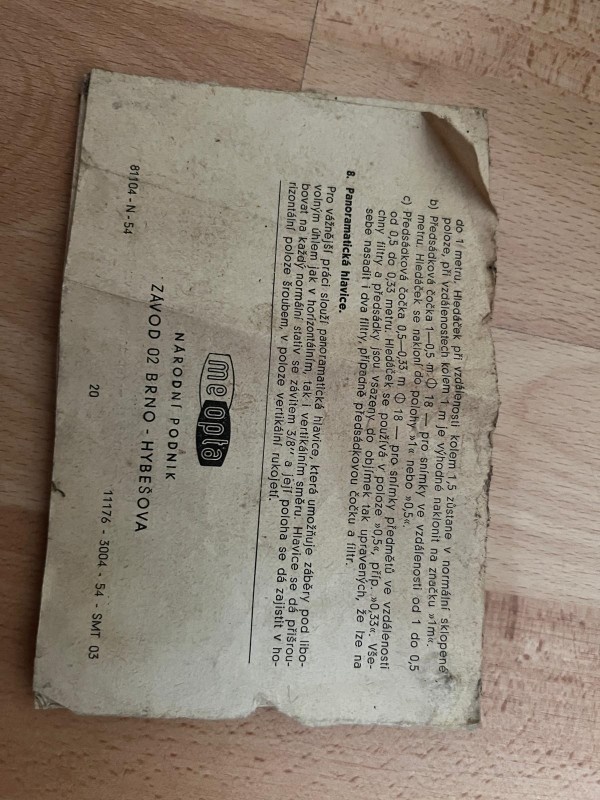 do 1 metru. Hledáček při vzdálenosti kolem 1,5 zůstane v normální sklopené
poloze, při vzdálenostech kolem 1 m je výhodné naklonit na značku »1m«.
b) Předsádková čočka 1—0,5 m ⌀ 18 — pro snímky ve vzdálenosti od 1 do 0,5
metru. Hledáček se nakloní do polohy »1« nebo »0,5«.
c) Předsádková čočka 0,5—0,33 m ⌀ 18 — pro snímky předmětů ve vzdálenosti
od 0,5 do 0,33 metru. Hledáček se používá v poloze »0,5«, příp. »0,33«. Vše-
chny filtry a předsádky jsou vsazeny do objímek tak upravených, že lze na
sebe nasadit i dva filtry, případně předsádkovou čočku a filtr.
8. Panoramatická hlavice.
Pro vážnější práci slouží panoramatická hlavice, která umožňuje záběry pod libo-
volným úhlem jak v horizontálním, tak i vertikálním směru. Hlavice se dá přišrou-
bovat na každý normální stativ se závitem 3/8'' a její poloha se dá zajistit v ho-
rizontální poloze šroubem, v poloze vertikální rukojetí.
meopta
NÁRODNÍ PODNIK
ZÁVOD 02 BRNO - HYBEŠOVA
81104-N-54
20
11176 - 3004 - 54 - SMT 03